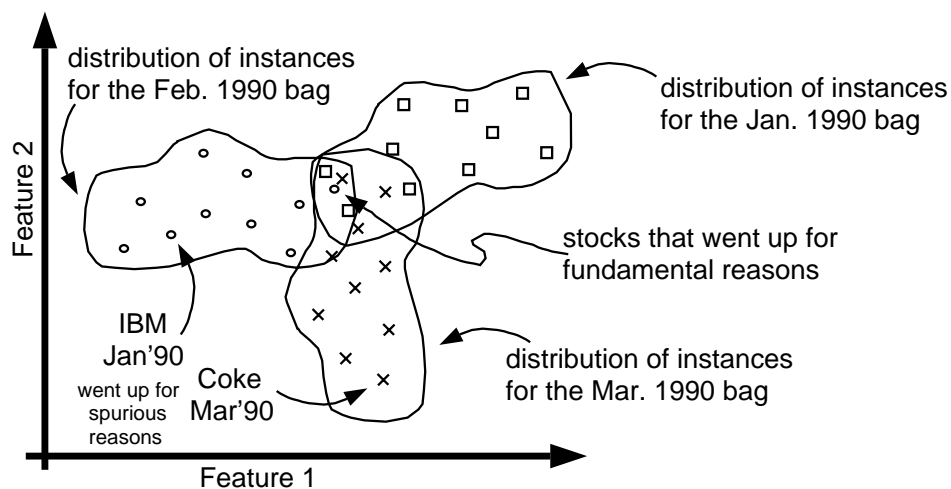 distribution of instances
for the Feb. 1990 bag
distribution of instances
for the Jan. 1990 bag
Feature 2
stocks that went up for
fundamental reasons
IBM
Jan'90
went up for
spurious
reasons
Coke
Mar'90
distribution of instances
for the Mar. 1990 bag
Feature 1